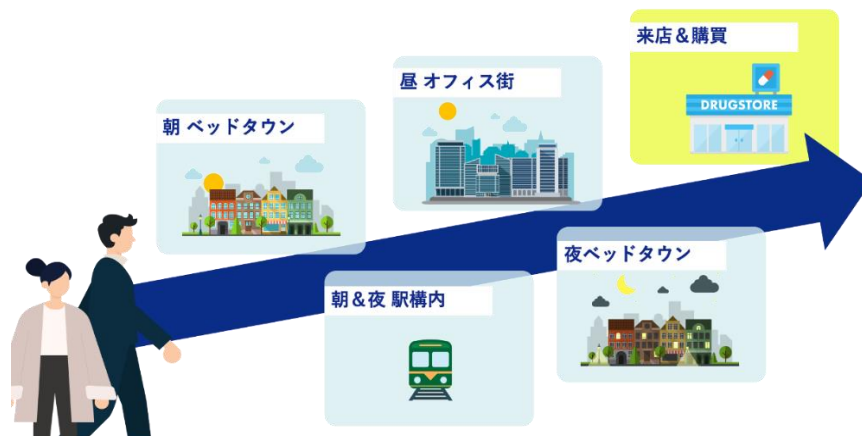 朝 ベッドタウン
朝&夜 駅構内
昼 オフィス街
夜ベッドタウン
来店&購買
DRUGSTORE